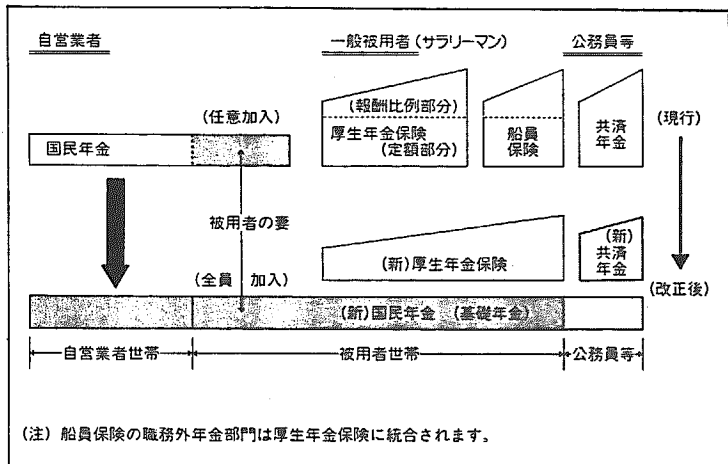 自営業者
一般被用者(サラリーマン)
公務員等
(任意加入)
国民年金
(報酬比例部分)
厚生年金保険
(定額部分)
船員
保険
共済
年金
(現行)
被用者の妻
(全員加入)
(新)厚生年金保険
(新)
共済
年金
(改正後)
(新)国民年金 (基礎年金)
自営業者世帯
被用者世帯
公務員等
(注) 船員保険の職務外年金部門は厚生年金保険に統合されます。